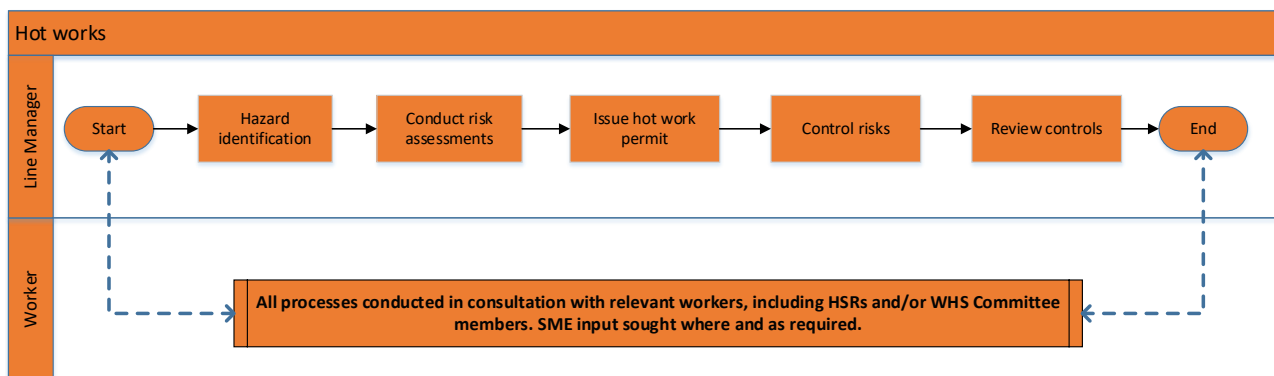 Hot works
Line Manager
Start
Hazard
identification
Conduct risk
assessments
Issue hot work
permit
Control risks
Review controls
End
Worker
All processes conducted in consultation with relevant workers, including HSRs and/or WHS Committee
members. SME input sought where and as required.